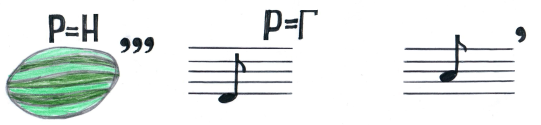 Р=Н ,,,
Р=Г
,